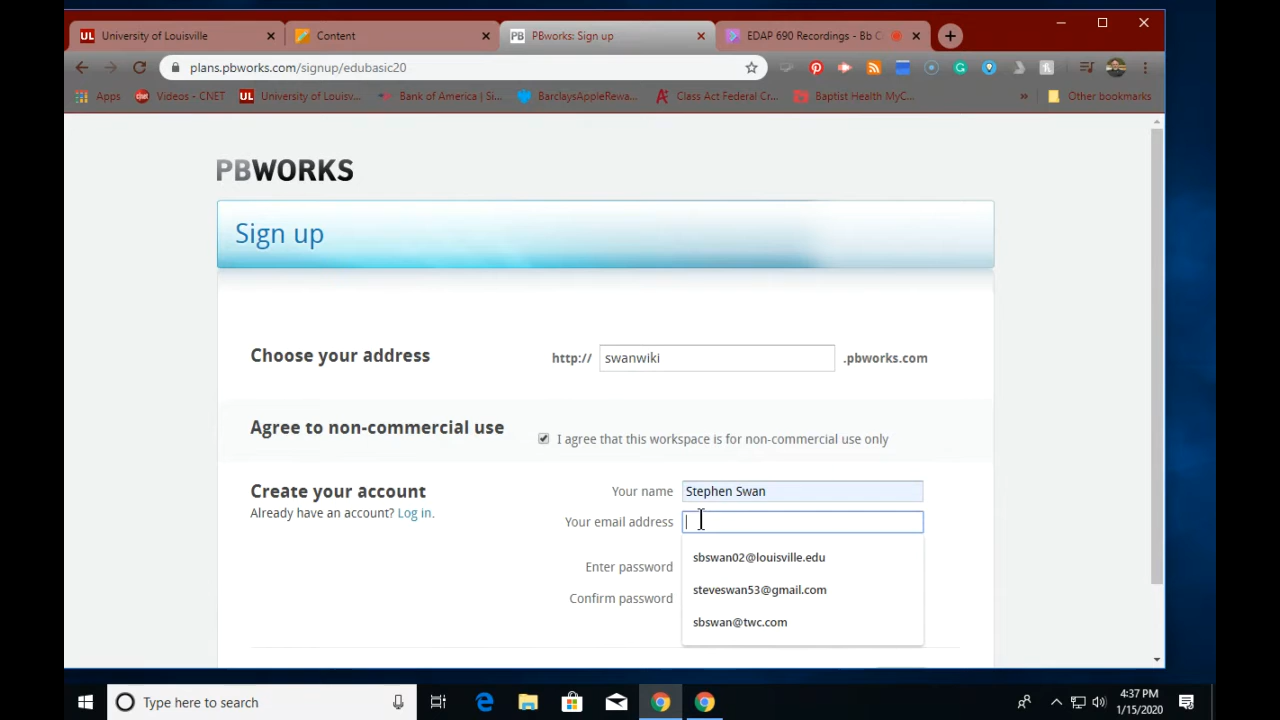 University of Louisville
Content
PBworks: Sign up
EDAP 690 Recordings - Bb C
plans.pbworks.com/signup/edubasic20
Apps
Videos - CNET
University of Louisv...
Bank of America | Si...
BarclaysAppleRewa...
Class Act Federal Cr...
Baptist Health MyC...
»
Other bookmarks
PBWORKS
Sign up
Choose your address
http://
swanwiki
.pbworks.com
Agree to non-commercial use
I agree that this workspace is for non-commercial use only
Create your account
Already have an account? Log in.
Your name
Stephen Swan
Your email address
sbswan02@louisville.edu
Enter password
steveswan53@gmail.com
Confirm password
sbswan@twc.com
Type here to search
4:37 PM
1/15/2020